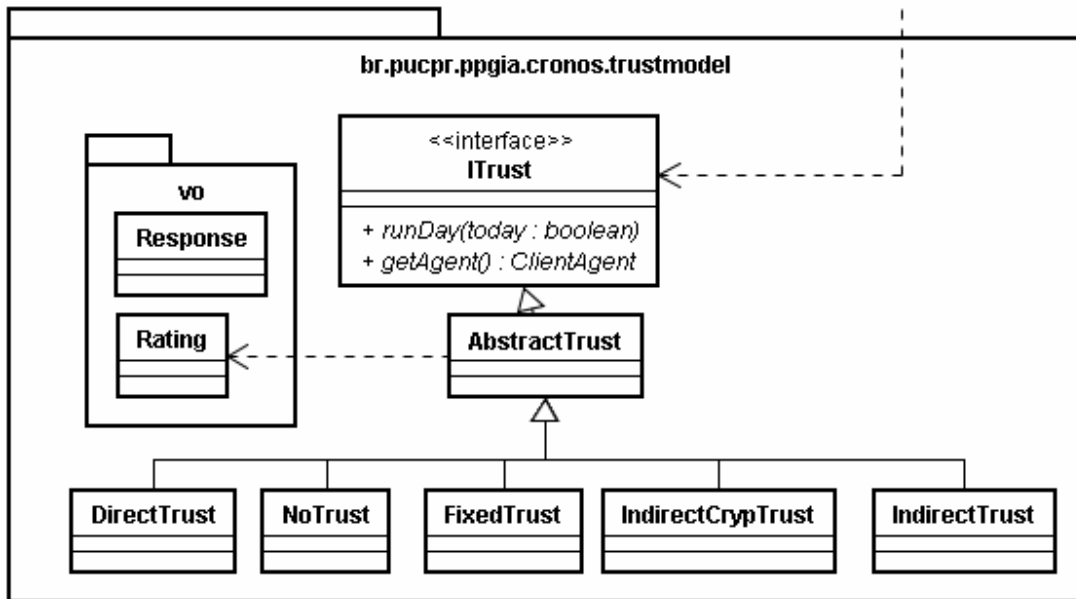 br.pucpr.ppgia.cronos.trustmodel
<<interface>>
ITrust
+ runDay(today : boolean)
+ getAgent() : ClientAgent
vo
Response
Rating
AbstractTrust
DirectTrust
NoTrust
FixedTrust
IndirectCrypTrust
IndirectTrust